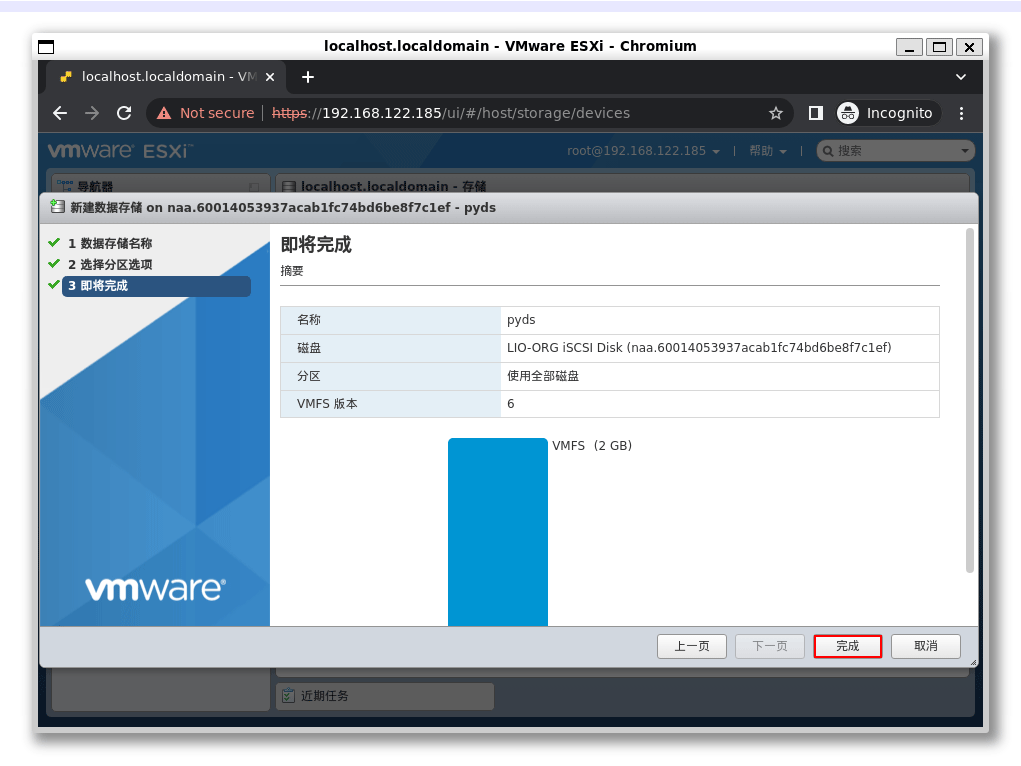 localhost.localdomain - VMware ESXi - Chromium
localhost.localdomain - VM
Not secure | https://192.168.122.185/ui/#/host/storage/devices
Incognito
vmware ESXi™
root@192.168.122.185 | 帮助 | 搜索
导航器
localhost.localdomain - 存储
新建数据存储 on naa.60014053937acab1fc74bd6be8f7c1ef - pyds
1 数据存储名称
2 选择分区选项
3 即将完成
即将完成
摘要
名称 pyds
磁盘 LIO-ORG iSCSI Disk (naa.60014053937acab1fc74bd6be8f7c1ef)
分区 使用全部磁盘
VMFS 版本 6
VMFS (2 GB)
vmware®
上一页 下一页 完成 取消
近期任务